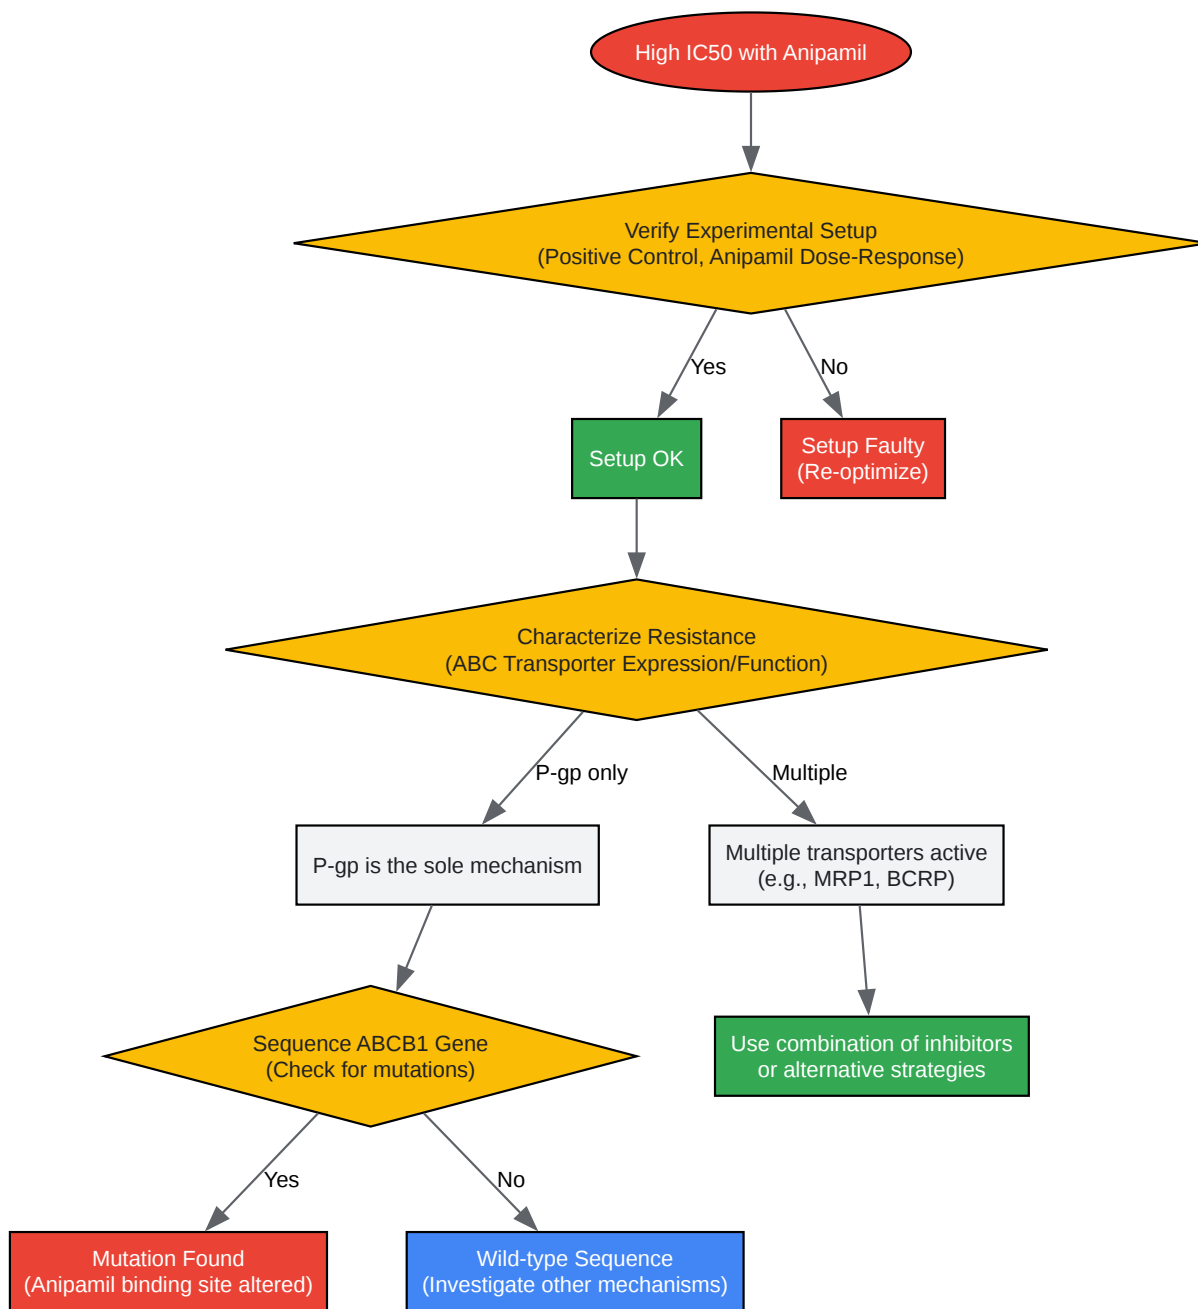 High IC50 with Anipamil
Verify Experimental Setup
(Positive Control, Anipamil Dose-Response)
Yes
No
Setup OK
Setup Faulty
(Re-optimize)
Characterize Resistance
(ABC Transporter Expression/Function)
P-gp only
Multiple
P-gp is the sole mechanism
Multiple transporters active
(e.g., MRP1, BCRP)
Sequence ABCB1 Gene
(Check for mutations)
Use combination of inhibitors
or alternative strategies
Yes
No
Mutation Found
(Anipamil binding site altered)
Wild-type Sequence
(Investigate other mechanisms)